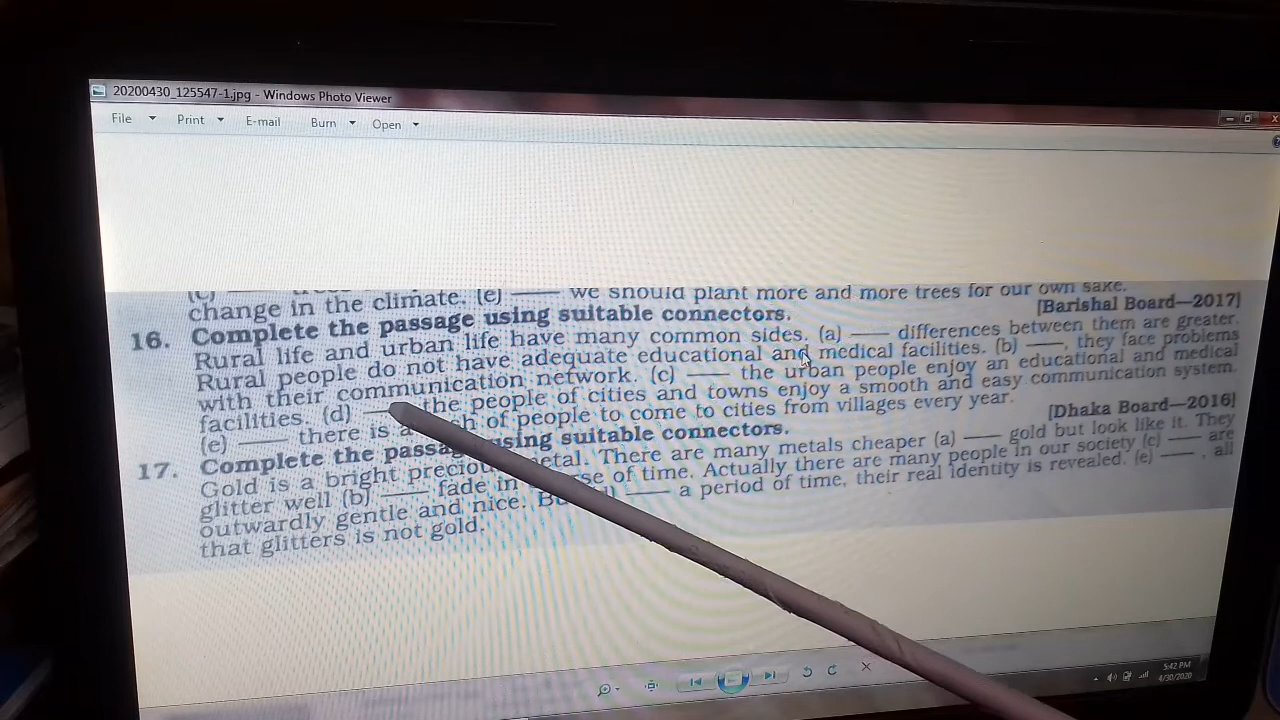 20200430_125547-1.jpg - Windows Photo Viewer
File Print E-mail Burn Open
(c)
change in the climate. (e) —— we should plant more and more trees for our own sake.
16. Complete the passage using suitable connectors. [Barishal Board—2017]
Rural life and urban life have many common sides. (a) —— differences between them are greater.
Rural people do not have adequate educational and medical facilities. (b) ——, they face problems
with their communication network. (c) —— the urban people enjoy an educational and medical
facilities. (d) —— the people of cities and towns enjoy a smooth and easy communication system.
(e) —— there is a of people to come to cities from villages every year.
17. Complete the using suitable connectors. [Dhaka Board—2016]
Gold is a bright There are many metals cheaper (a) —— gold but look like it. They
glitter well (b) —— fade in of time. Actually there are many people in our society (c) —— are
outwardly gentle and nice. —— a period of time, their real identity is revealed. (e) ——, all
that glitters is not gold.
5:42 PM
4/30/2020